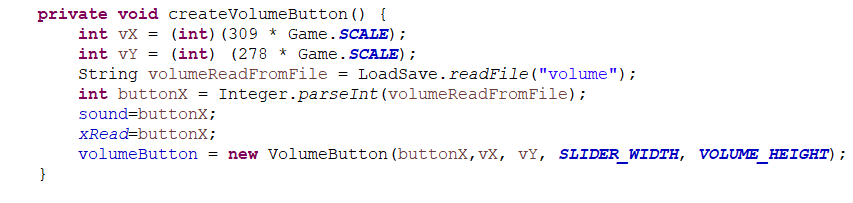 private void createVolumeButton() {
int vX = (int)(309 * Game.SCALE);
int vY = (int) (278 * Game.SCALE);
String volumeReadFromFile = LoadSave.readFile("volume");
int buttonX = Integer.parseInt(volumeReadFromFile);
sound=buttonX;
xRead=buttonX;
volumeButton = new VolumeButton(buttonX,vX, vY, SLIDER_WIDTH, VOLUME_HEIGHT);
}